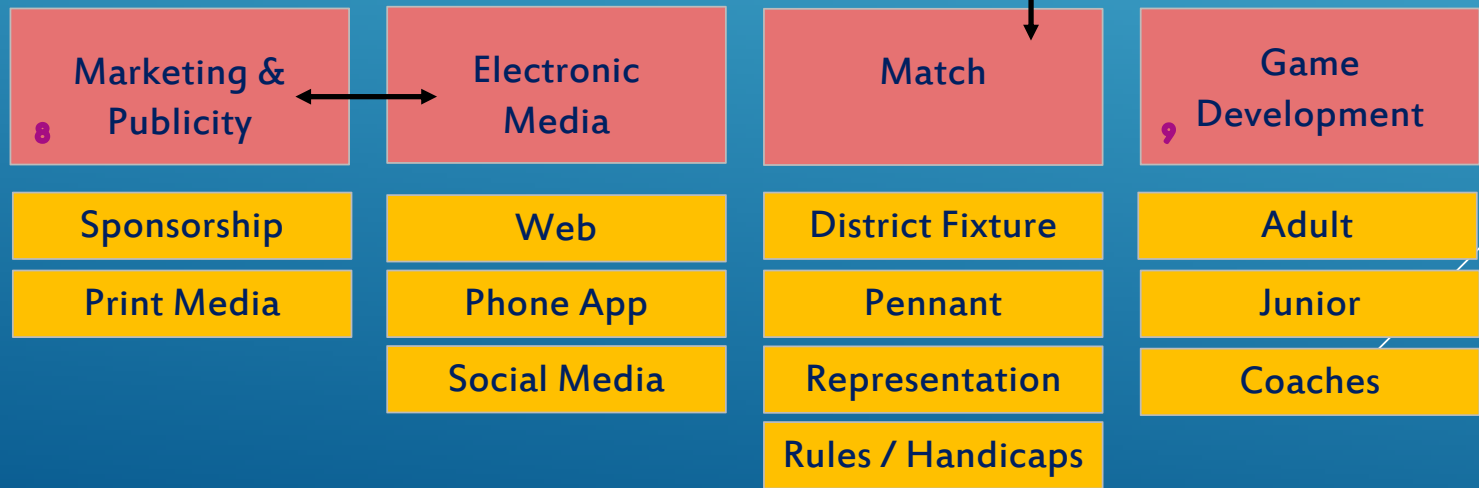 Marketing &
Publicity
8
Electronic
Media
Match
Game
Development
9
Sponsorship
Print Media
Web
Phone App
Social Media
District Fixture
Pennant
Representation
Rules / Handicaps
Adult
Junior
Coaches